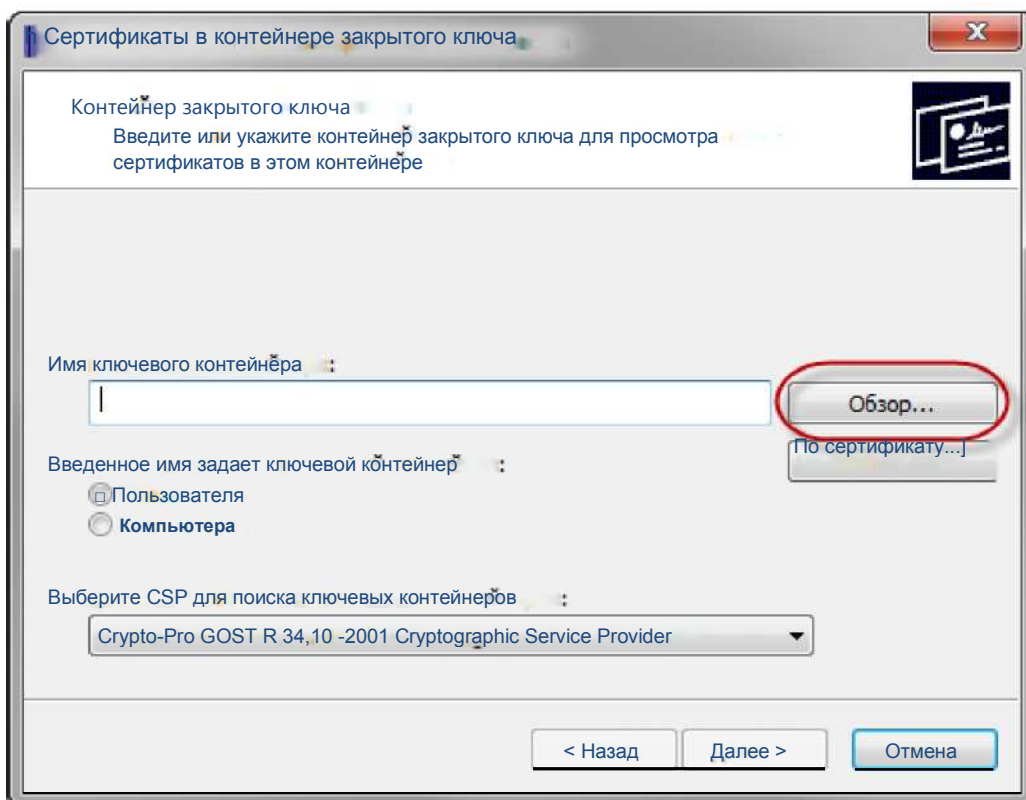 Сертификаты в контейнере закрытого ключа
Контейнер закрытого ключа
Введите или укажите контейнер закрытого ключа для просмотра
сертификатов в этом контейнере
Имя ключевого контейнера :
Обзор...
По сертификату...]
Введенное имя задает ключевой контейнер :
Пользователя
Компьютера
Выберите CSP для поиска ключевых контейнеров :
Crypto-Pro GOST R 34,10 -2001 Cryptographic Service Provider
< Назад
Далее >
Отмена